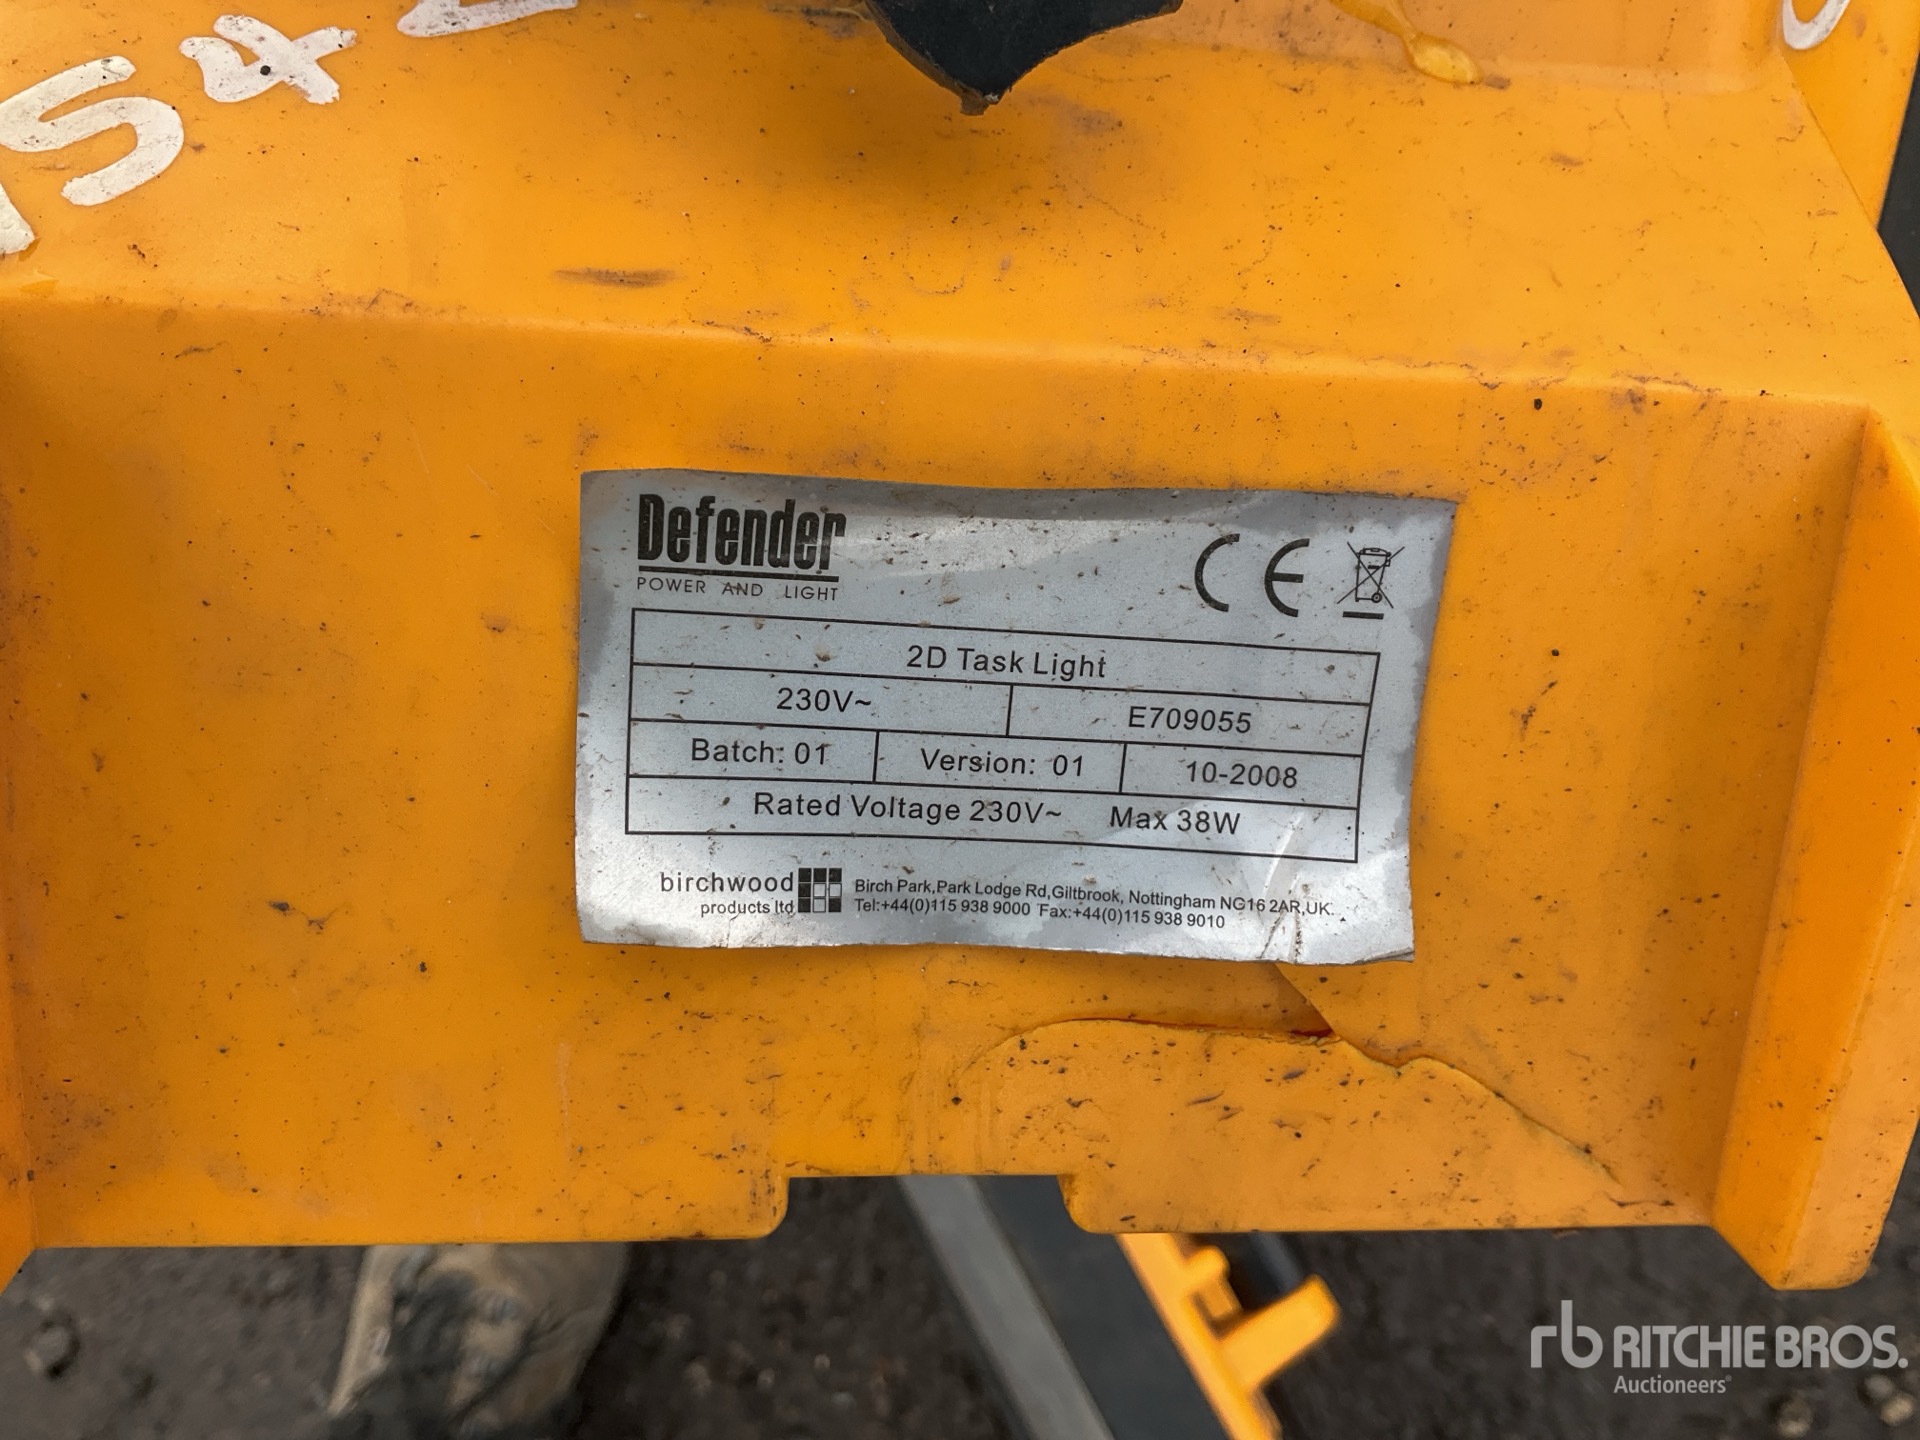 Defender
POWER AND LIGHT
CE
2D Task Light
230V~ E709055
Batch: 01 Version: 01 10-2008
Rated Voltage 230V~ Max 38W
birchwood
products ltd
Birch Park,Park Lodge Rd,Giltbrook, Nottingham NG16 2AR,UK.
Tel:+44(0)115 938 9000 Fax:+44(0)115 938 9010
rb RITCHIE BROS.
Auctioneers